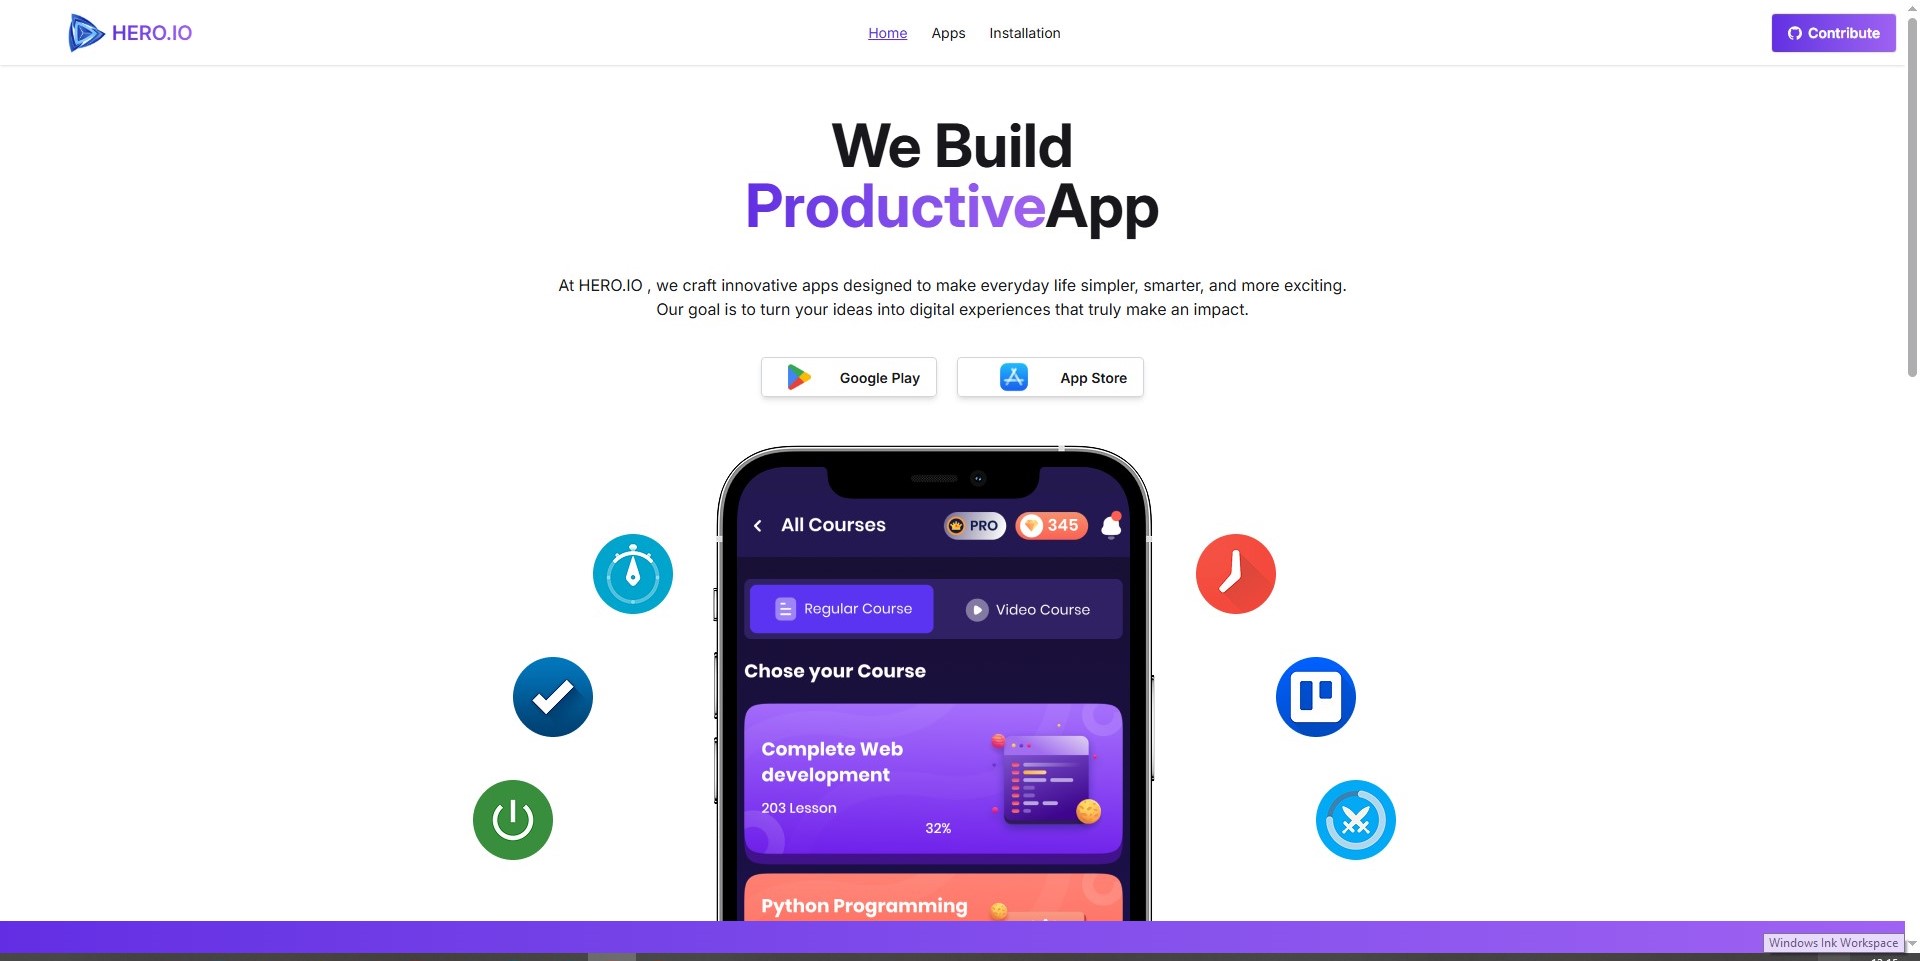 HERO.IO
Home
Apps
Installation
Contribute
We Build
ProductiveApp
At HERO.IO , we craft innovative apps designed to make everyday life simpler, smarter, and more exciting.
Our goal is to turn your ideas into digital experiences that truly make an impact.
Google Play
App Store
All Courses
PRO
345
Regular Course
Video Course
Chose your Course
Complete Web
development
203 Lesson
32%
Python Programming
Windows Ink Workspace